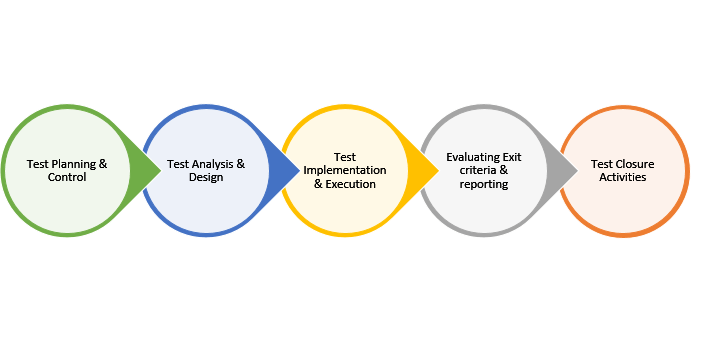 Test Planning &
Control
Test Analysis &
Design
Test
Implementation
& Execution
Evaluating Exit
criteria &
reporting
Test Closure
Activities